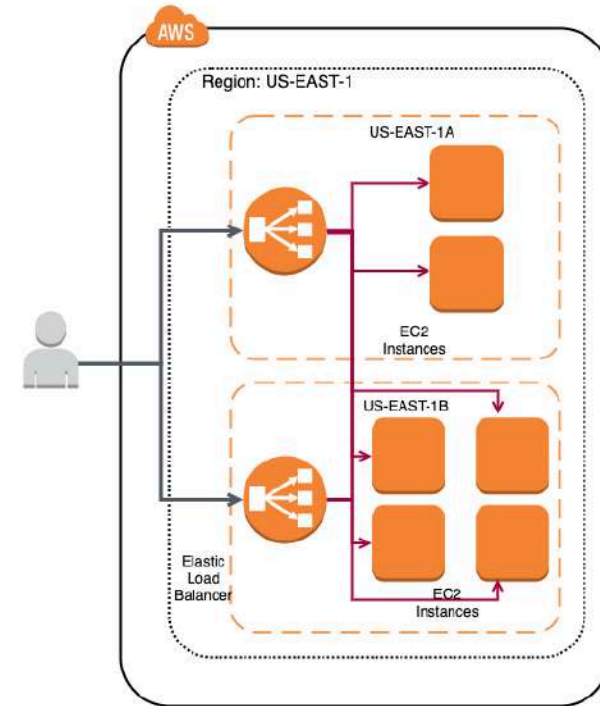 AWS
Region: US-EAST-1
US-EAST-1A
EC2
Instances
US-EAST-1B
Elastic
Load
Balancer
EC2
Instances